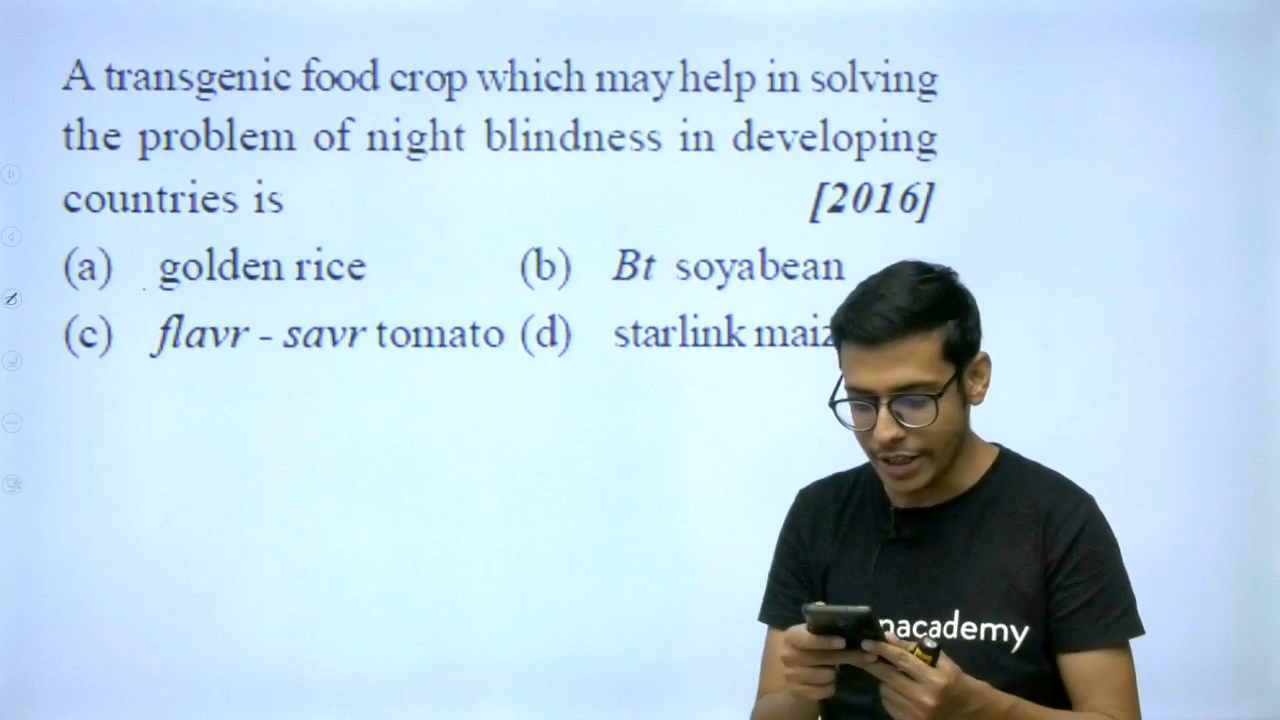 A transgenic food crop which may help in solving
the problem of night blindness in developing
countries is [2016]
(a) golden rice (b) Bt soyabean
(c) flavr - savr tomato (d) starlink maiz
nacademy